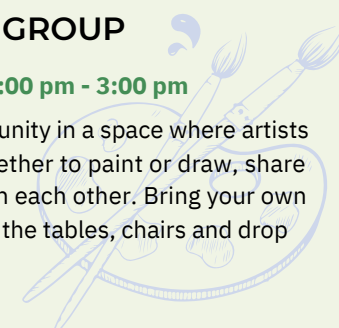 GROUP
:00 pm - 3:00 pm
unity in a space where artists
ether to paint or draw, share
each other. Bring your own
the tables, chairs and drop